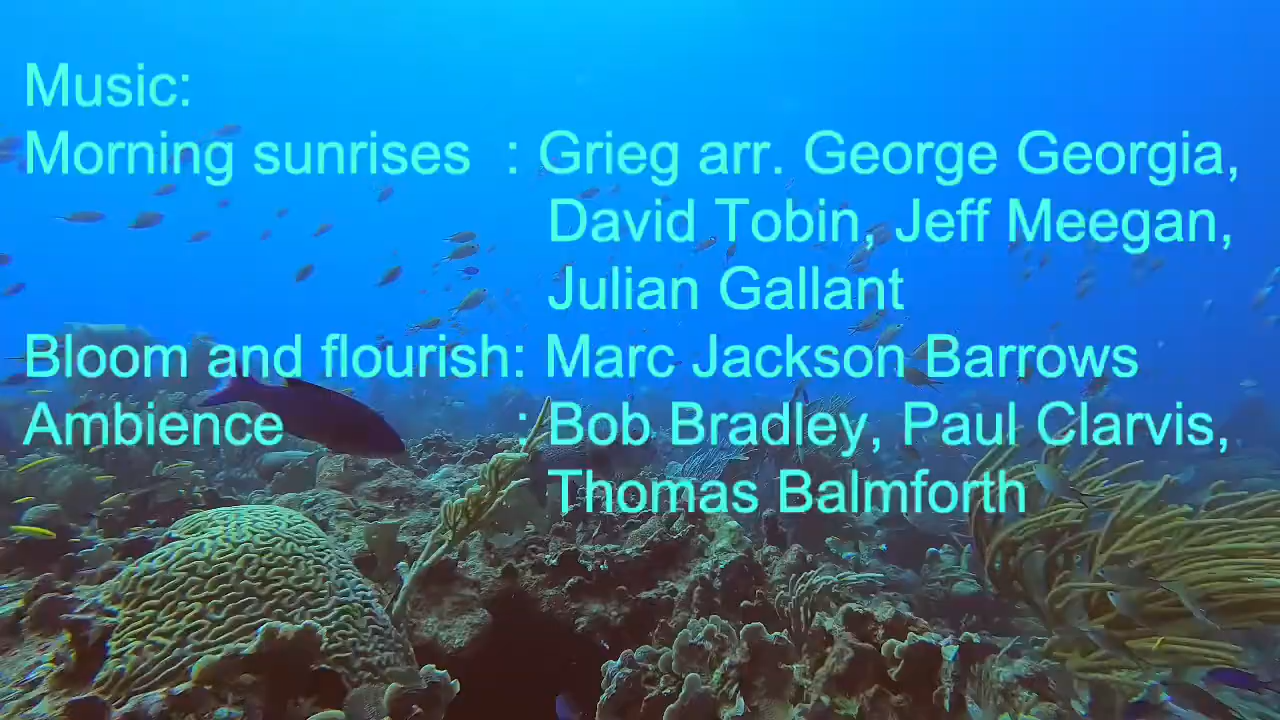 Music:
Morning sunrises : Grieg arr. George Georgia,
David Tobin, Jeff Meegan,
Julian Gallant
Bloom and flourish: Marc Jackson Barrows
Ambience : Bob Bradley, Paul Clarvis,
Thomas Balmforth